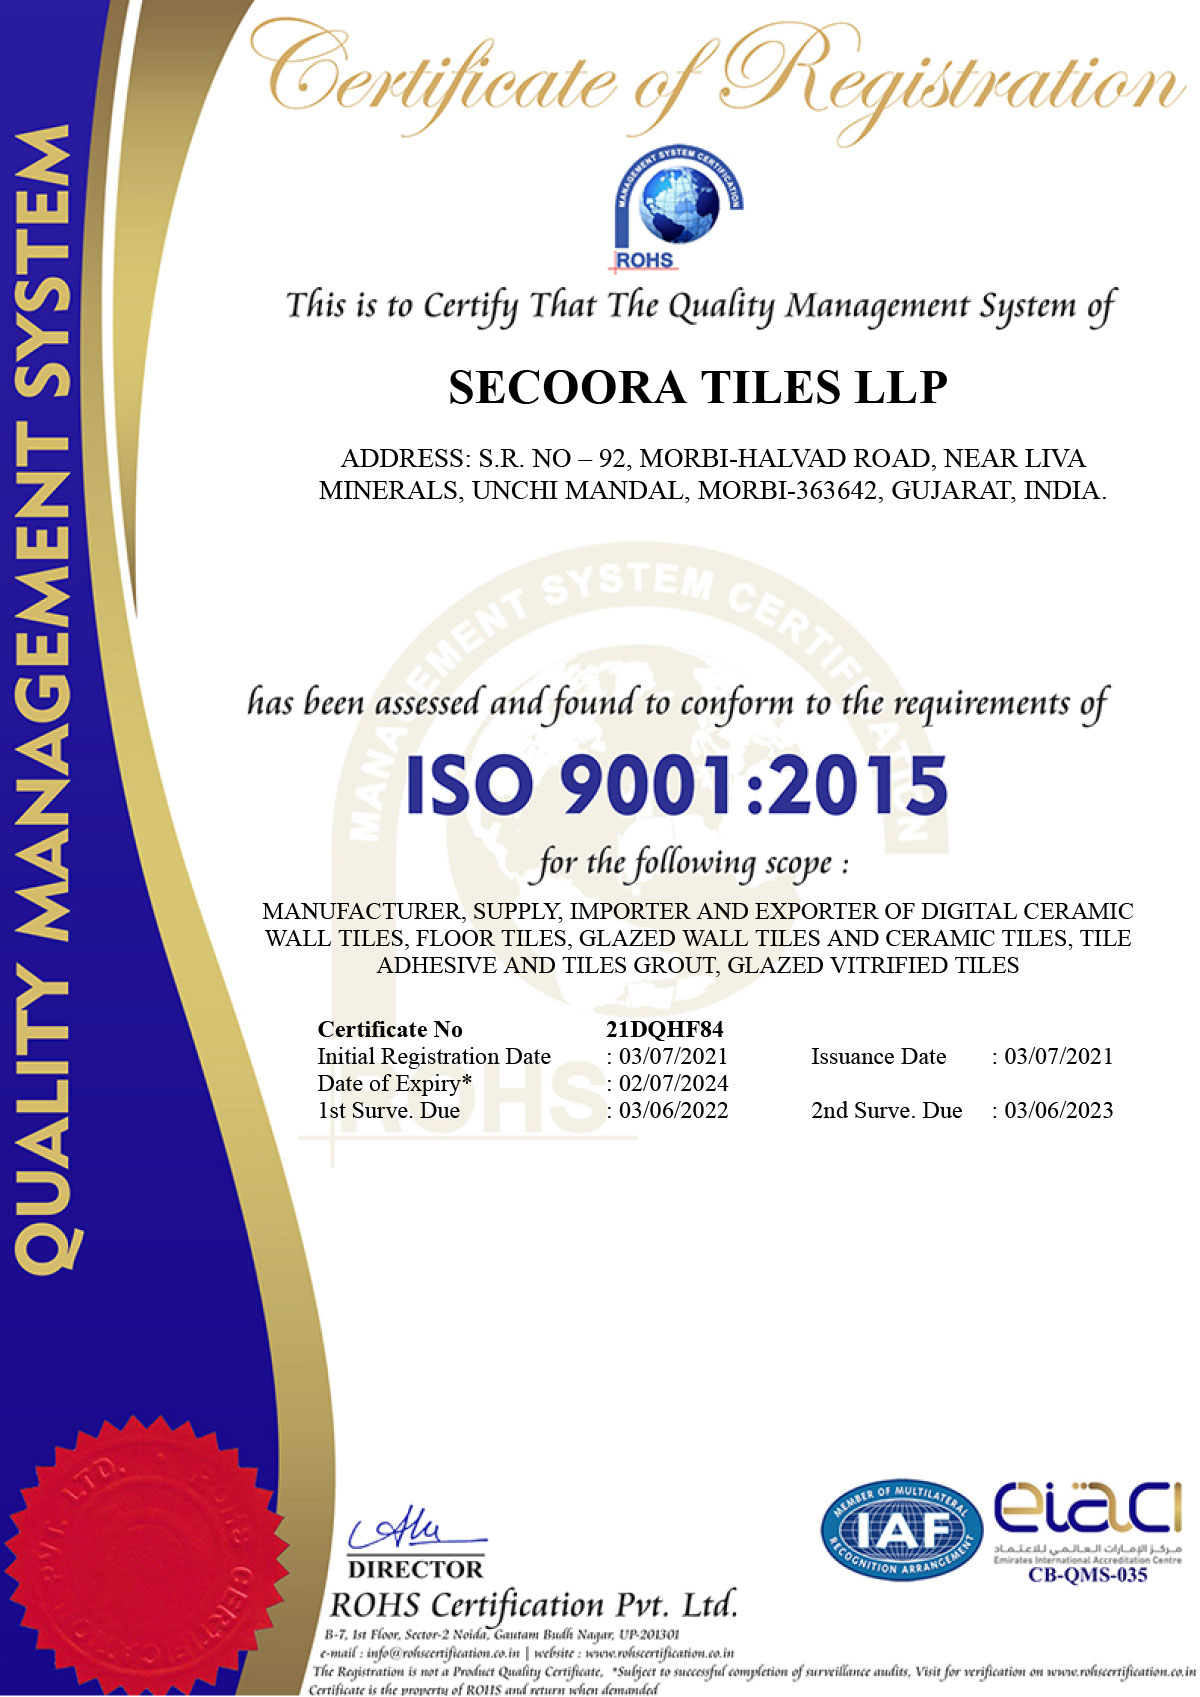 Certificate of Registration
MANAGEMENT SYSTEM CERTIFICATION
ROHS
This is to Certify That The Quality Management System of
SECOORA TILES LLP
ADDRESS: S.R. NO – 92, MORBI-HALVAD ROAD, NEAR LIVA
MINERALS, UNCHI MANDAL, MORBI-363642, GUJARAT, INDIA.
QUALITY MANAGEMENT SYSTEM
MANAGEMENT SYSTEM CERTIFICATION
has been assessed and found to conform to the requirements of
ISO 9001:2015
for the following scope :
MANUFACTURER, SUPPLY, IMPORTER AND EXPORTER OF DIGITAL CERAMIC
WALL TILES, FLOOR TILES, GLAZED WALL TILES AND CERAMIC TILES, TILE
ADHESIVE AND TILES GROUT, GLAZED VITRIFIED TILES
Certificate No 21DQHF84
Initial Registration Date : 03/07/2021 Issuance Date : 03/07/2021
Date of Expiry* : 02/07/2024
1st Surve. Due : 03/06/2022 2nd Surve. Due : 03/06/2023
ROHS
PVT. LTD.
DIRECTOR
ROHS Certification Pvt. Ltd.
B-7, 1st Floor, Sector-2 Noida, Gautam Budh Nagar, UP-201301
e-mail : info@rohscertification.co.in | website : www.rohscertification.co.in
The Registration is not a Product Quality Certificate, *Subject to successful completion of surveillance audits, Visit for verification on www.rohscertification.co.in
Certificate is the property of ROHS and return when demanded
MEMBER OF MULTILATERAL
IAF
RECOGNITION ARRANGEMENT
eiaci
مركز الإمارات العالمي للاعتماد
Emirates International Accreditation Centre
CB-QMS-035